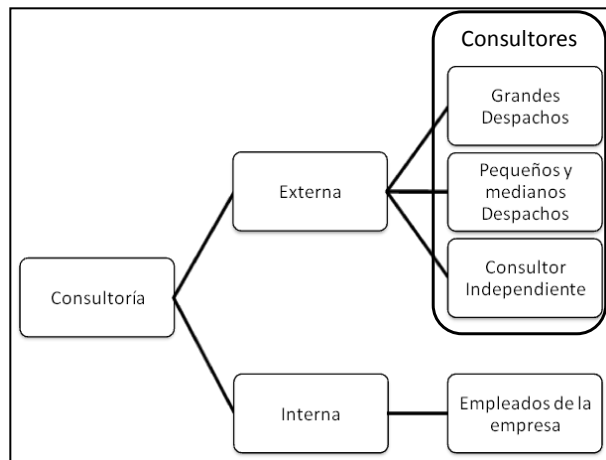 Consultores
Grandes
Despachos
Externa
Pequeños y
medianos
Despachos
Consultor
Independiente
Consultoría
Interna
Empleados de la
empresa